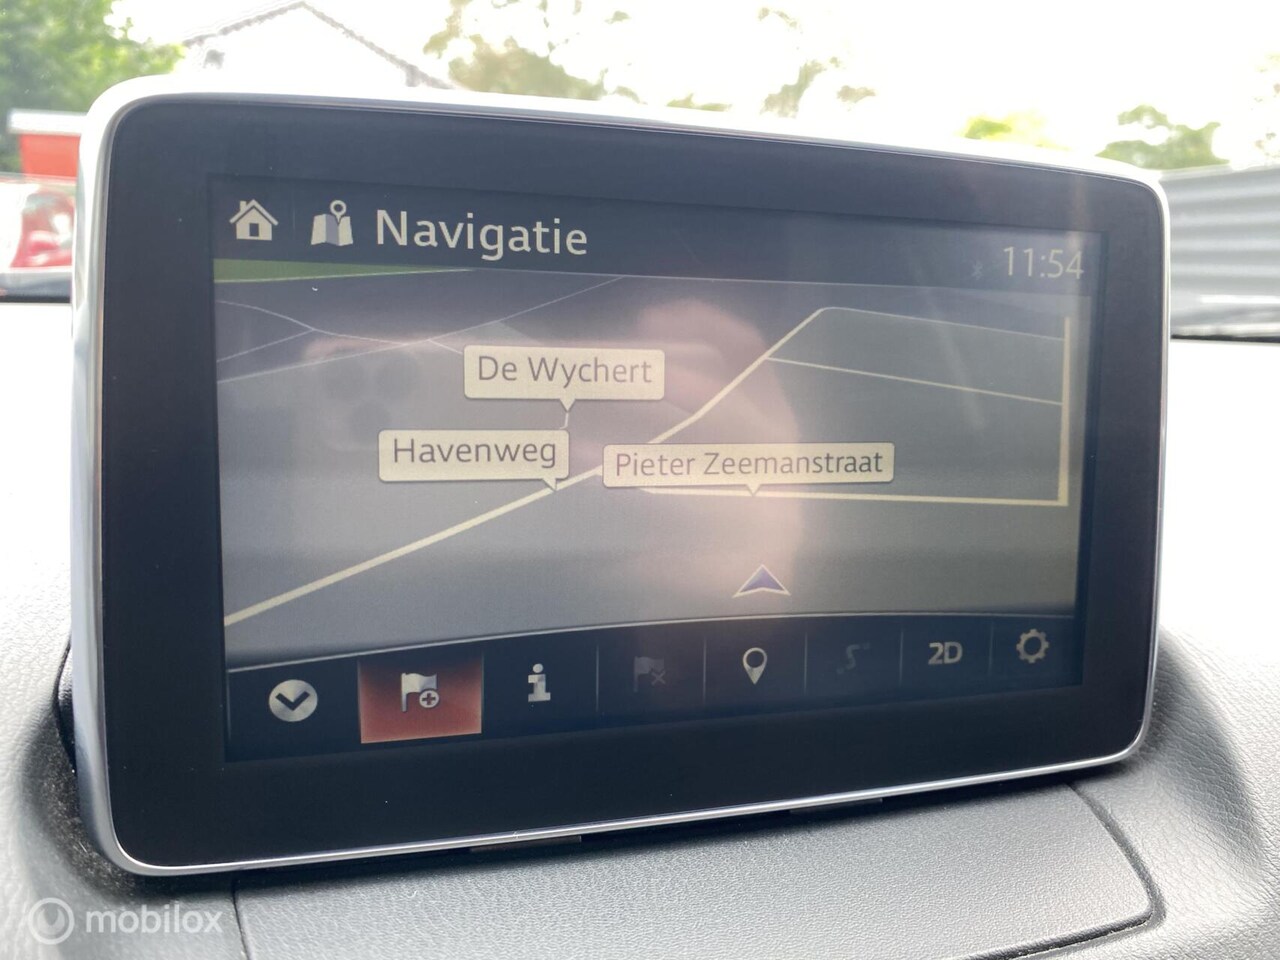 Navigatie
11:54
De Wychert
Havenweg
Pieter Zeemanstraat
2D
mobilox